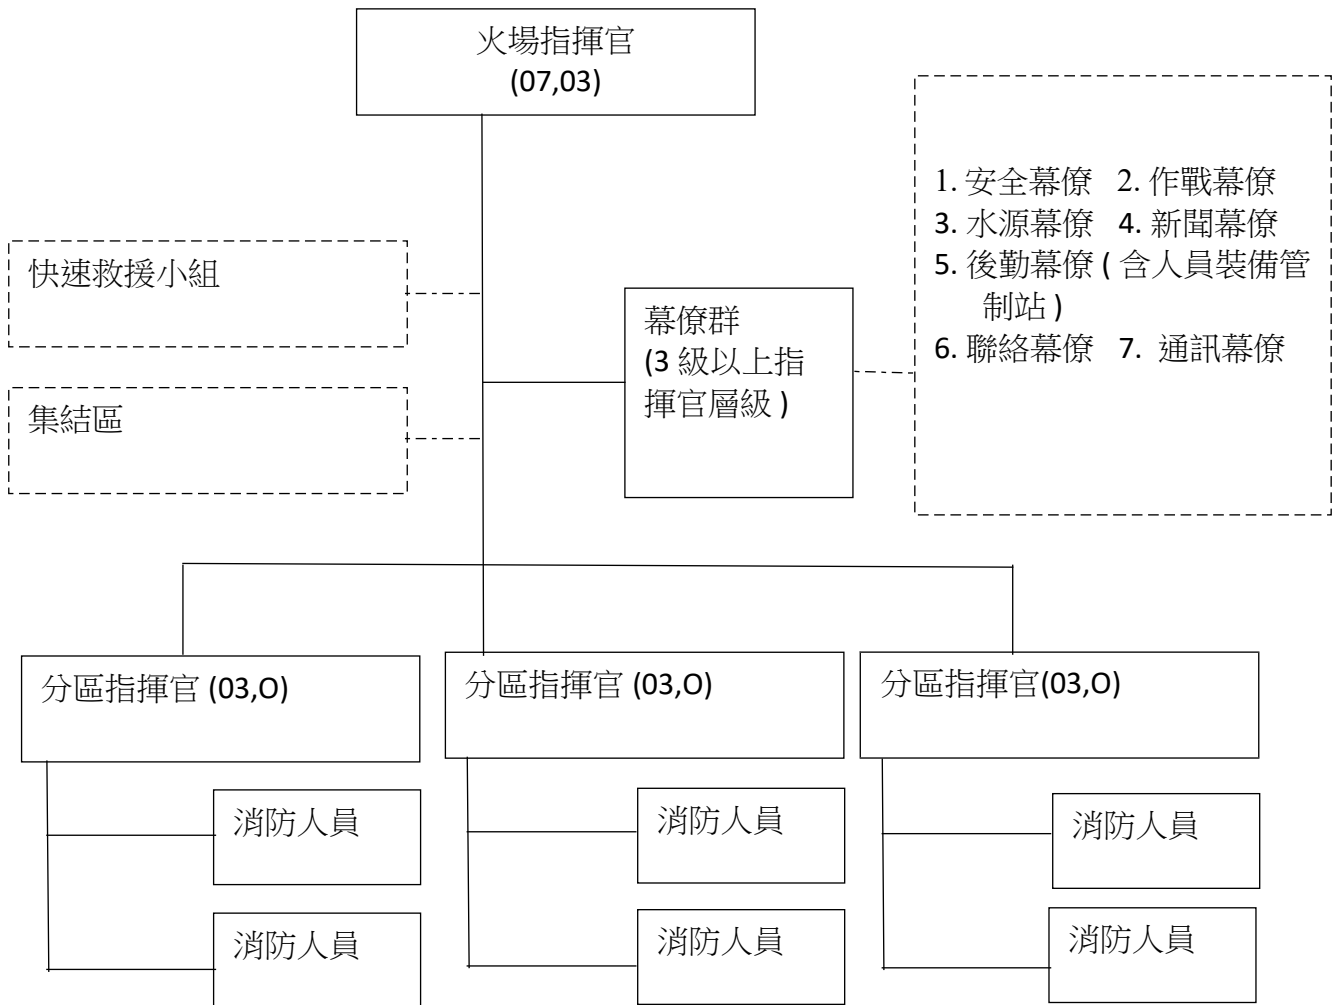 火場指揮官
(07,03)
1. 安全幕僚 2. 作戰幕僚
3. 水源幕僚 4. 新聞幕僚
5. 後勤幕僚 ( 含人員裝備管
制站 )
6. 聯絡幕僚 7. 通訊幕僚
快速救援小組
幕僚群
(3 級以上指
揮官層級 )
集結區
分區指揮官 (03,O)
分區指揮官 (03,O)
分區指揮官(03,O)
消防人員
消防人員
消防人員
消防人員
消防人員
消防人員